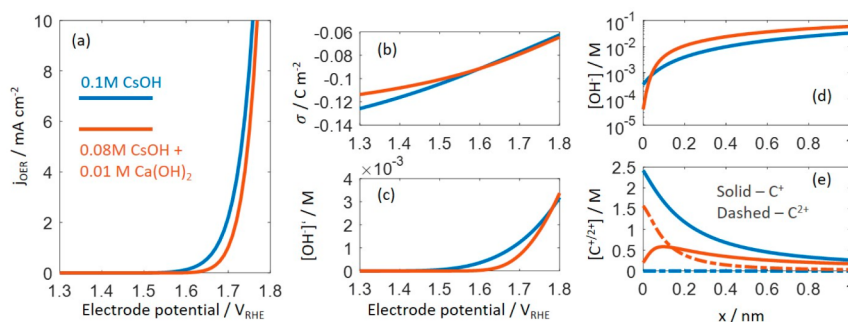 (a)
0.1M CsOH
0.08M CsOH +
0.01 M Ca(OH)₂
j_OER / mA cm⁻²
10
8
6
4
2
0
1.3 1.4 1.5 1.6 1.7 1.8
Electrode potential / V_RHE
(b)
σ / C m⁻²
-0.06
-0.08
-0.1
-0.12
-0.14
1.3 1.4 1.5 1.6 1.7 1.8
(c)
× 10⁻³
[OH⁻] / M
4
3
2
1
0
1.3 1.4 1.5 1.6 1.7 1.8
Electrode potential / V_RHE
(d)
[OH⁻] / M
10⁻¹
10⁻²
10⁻³
10⁻⁴
10⁻⁵
0 0.2 0.4 0.6 0.8 1
(e)
Solid – C⁺
Dashed – C²⁺
[C⁺/²⁺] / M
2.5
2
1.5
1
0.5
0
0 0.2 0.4 0.6 0.8 1
x / nm